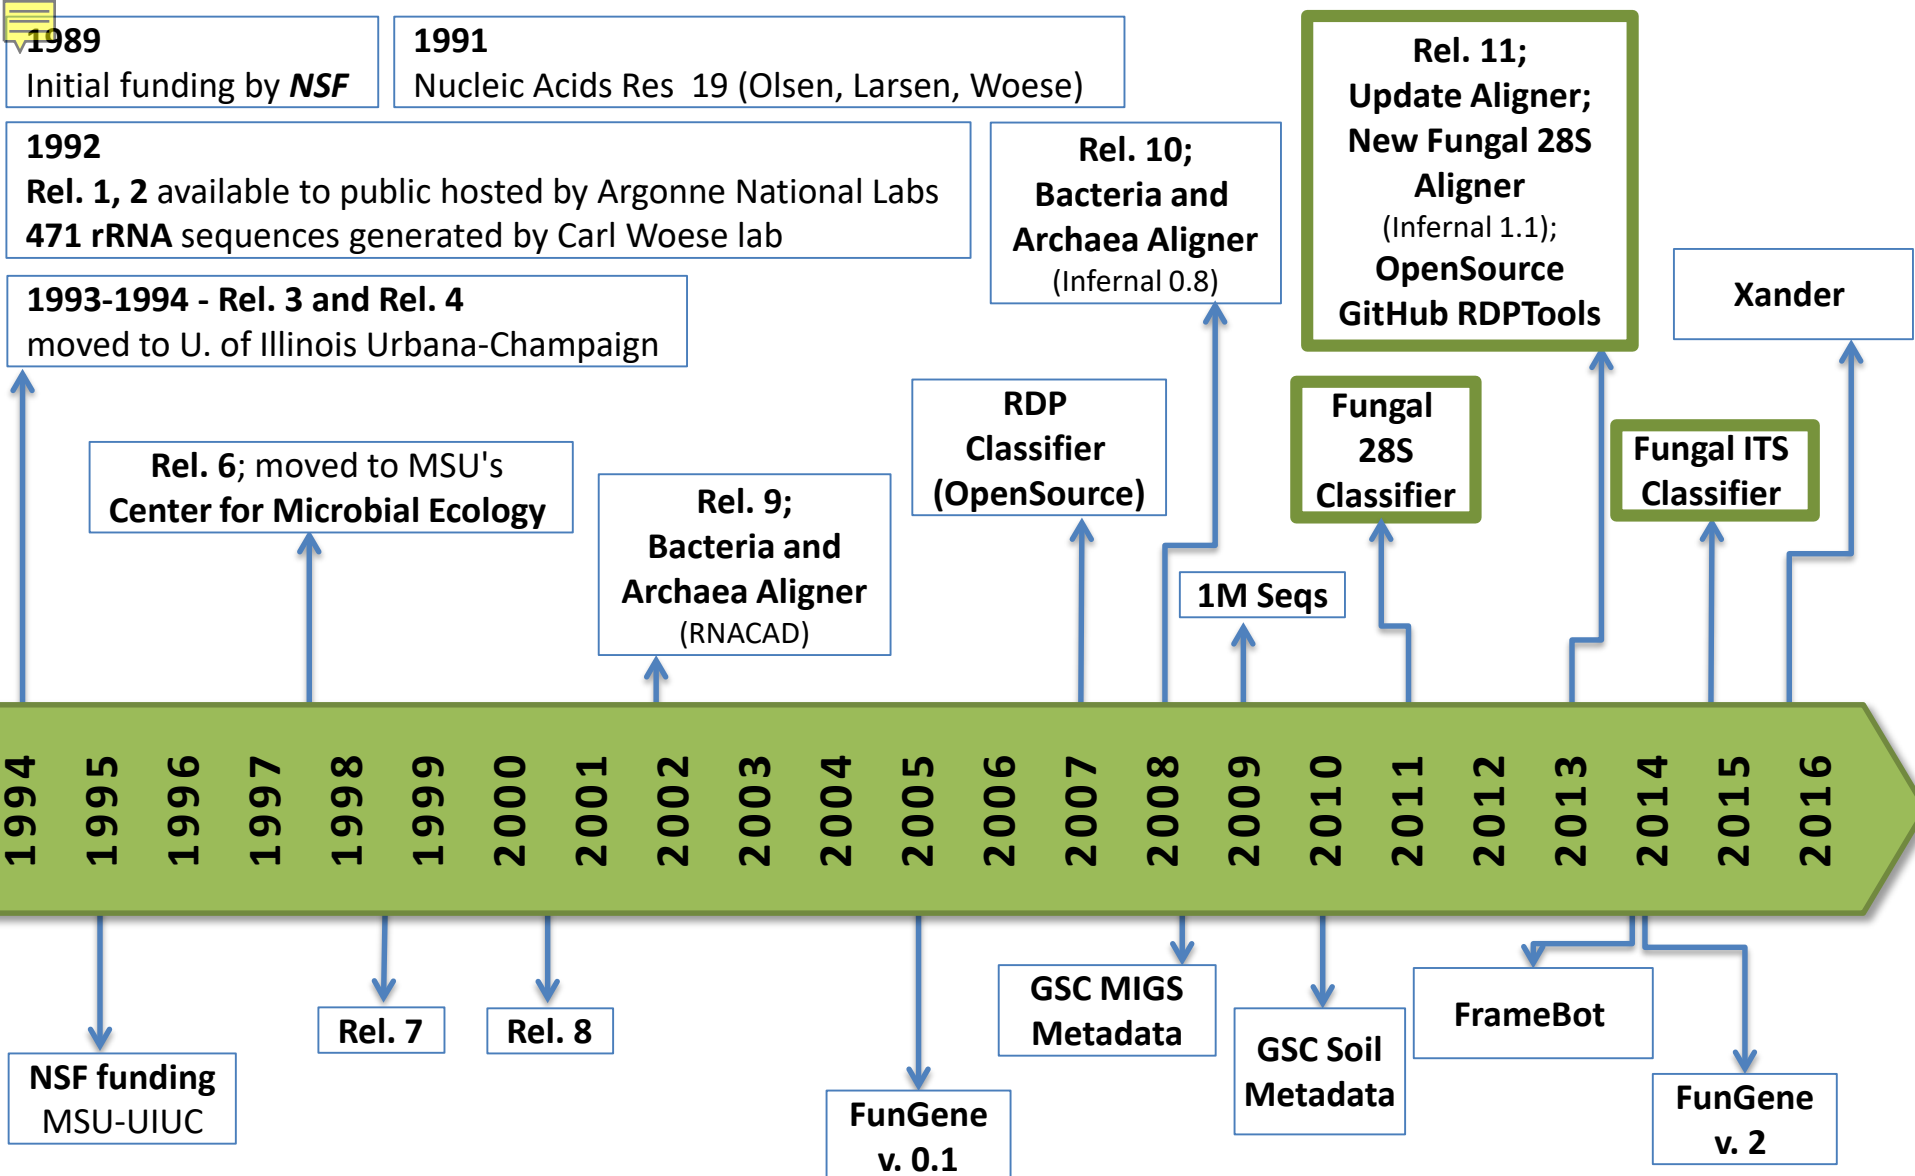 1989
Initial funding by NSF
1991
Nucleic Acids Res 19 (Olsen, Larsen, Woese)
1992
Rel. 1, 2 available to public hosted by Argonne National Labs
471 rRNA sequences generated by Carl Woese lab
1993-1994 - Rel. 3 and Rel. 4
moved to U. of Illinois Urbana-Champaign
Rel. 6; moved to MSU's
Center for Microbial Ecology
Rel. 9;
Bacteria and
Archaea Aligner
(RNACAD)
RDP
Classifier
(OpenSource)
Rel. 10;
Bacteria and
Archaea Aligner
(Infernal 0.8)
1M Seqs
Rel. 11;
Update Aligner;
New Fungal 28S
Aligner
(Infernal 1.1);
OpenSource
GitHub RDPTools
Fungal
28S
Classifier
Fungal ITS
Classifier
Xander
1994
1995
1996
1997
1998
1999
2000
2001
2002
2003
2004
2005
2006
2007
2008
2009
2010
2011
2012
2013
2014
2015
2016
NSF funding
MSU-UIUC
Rel. 7
Rel. 8
FunGene
v. 0.1
GSC MIGS
Metadata
GSC Soil
Metadata
FrameBot
FunGene
v. 2